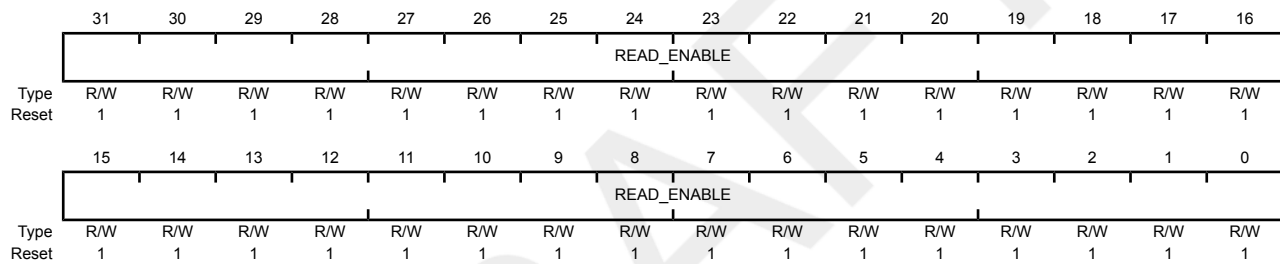 31 30 29 28 27 26 25 24 23 22 21 20 19 18 17 16
READ_ENABLE
Type R/W R/W R/W R/W R/W R/W R/W R/W R/W R/W R/W R/W R/W R/W R/W R/W
Reset 1 1 1 1 1 1 1 1 1 1 1 1 1 1 1 1
15 14 13 12 11 10 9 8 7 6 5 4 3 2 1 0
READ_ENABLE
Type R/W R/W R/W R/W R/W R/W R/W R/W R/W R/W R/W R/W R/W R/W R/W R/W
Reset 1 1 1 1 1 1 1 1 1 1 1 1 1 1 1 1